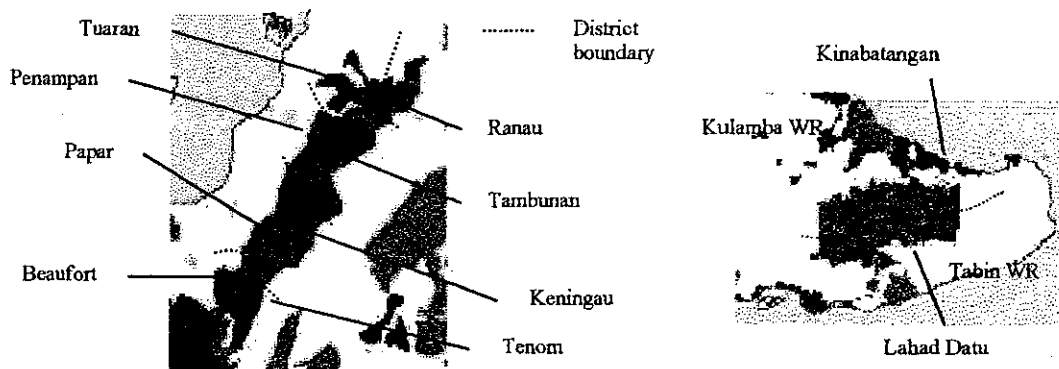 Tuaran
District
boundary
Penampan
Ranau
Papar
Tambunan
Beaufort
Keningau
Tenom
Kinabatangan
Kulamba WR
Tabin WR
Lahad Datu